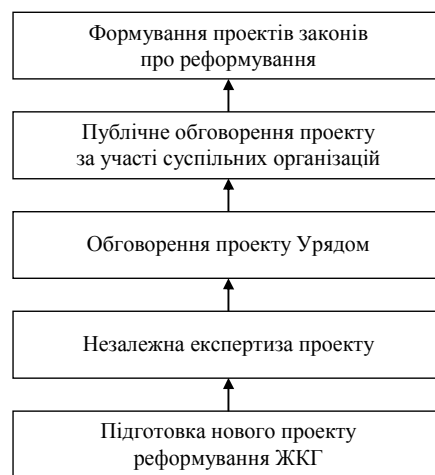 Формування проектів законів
про реформування
Публічне обговорення проекту
за участі суспільних організацій
Обговорення проекту Урядом
Незалежна експертиза проекту
Підготовка нового проекту
реформування ЖКГ